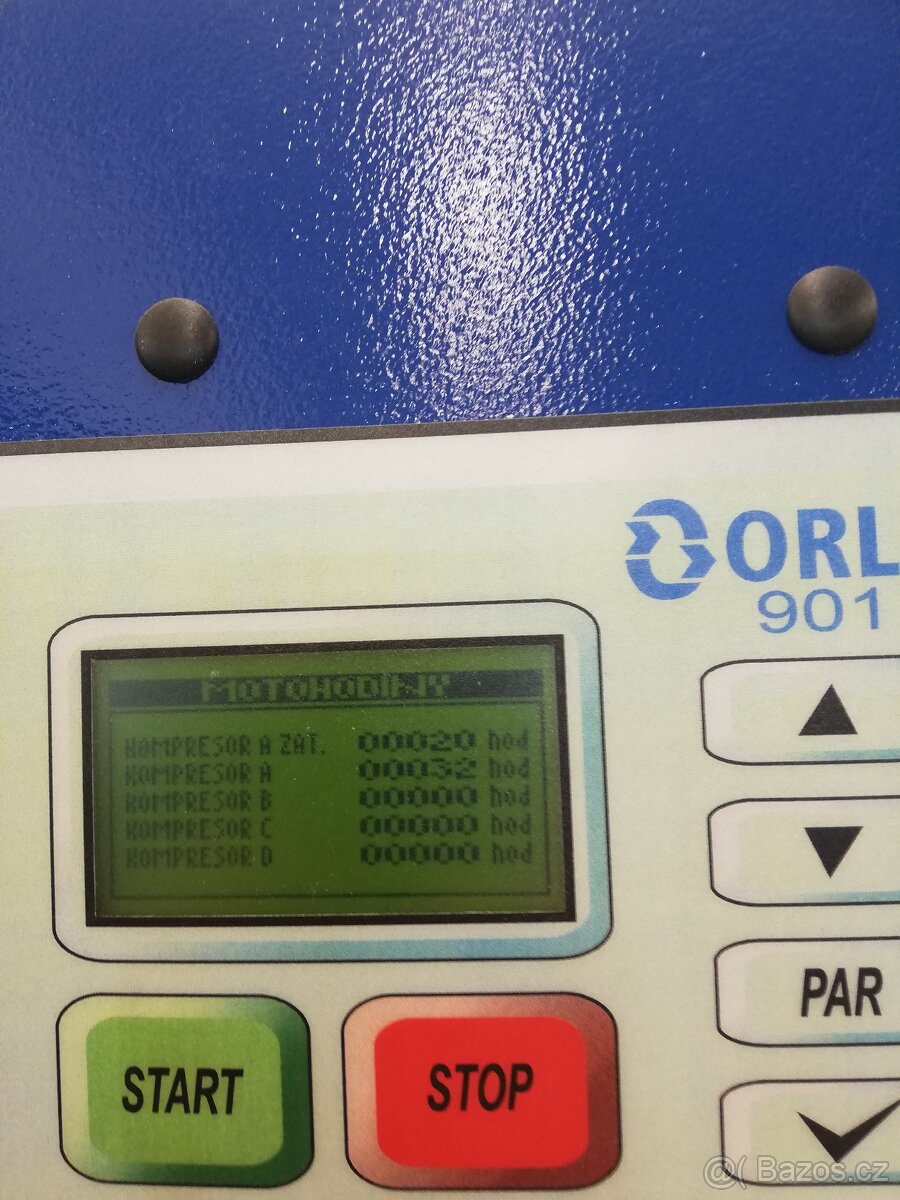 ORL
901
MOTOHODINY
KOMPRESOR A ZAT. 00020 hod
KOMPRESOR A 00032 hod
KOMPRESOR B 00000 hod
KOMPRESOR C 00000 hod
KOMPRESOR D 00000 hod
PAR
START
STOP
@( Bazos.cz